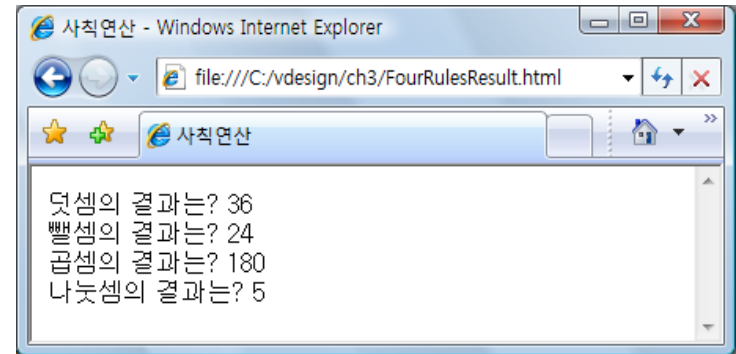 사칙연산 - Windows Internet Explorer
file:///C:/vdesign/ch3/FourRulesResult.html
사칙연산
덧셈의 결과는? 36
뺄셈의 결과는? 24
곱셈의 결과는? 180
나눗셈의 결과는? 5